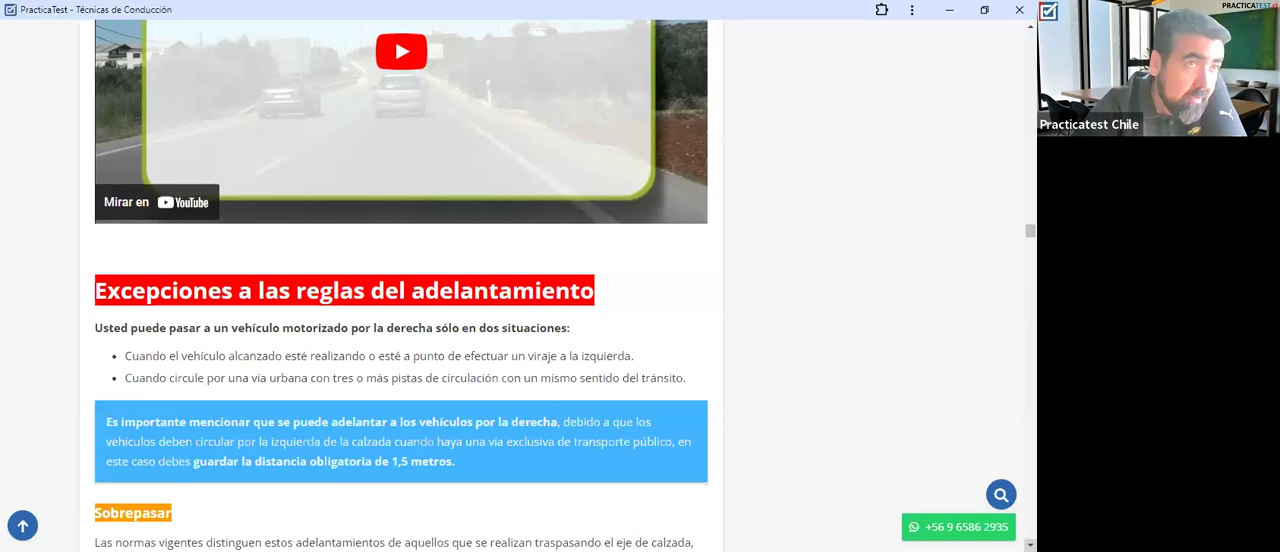 PracticaTest - Técnicas de Conducción
PRACTICATEST.cl
Practicatest Chile
Mirar en YouTube
Excepciones a las reglas del adelantamiento
Usted puede pasar a un vehículo motorizado por la derecha sólo en dos situaciones:
• Cuando el vehículo alcanzado esté realizando o esté a punto de efectuar un viraje a la izquierda.
• Cuando circule por una vía urbana con tres o más pistas de circulación con un mismo sentido del tránsito.
Es importante mencionar que se puede adelantar a los vehículos por la derecha, debido a que los
vehículos deben circular por la izquierda de la calzada cuando haya una vía exclusiva de transporte público, en
este caso debes guardar la distancia obligatoria de 1,5 metros.
Sobrepasar
+56 9 6586 2935
Las normas vigentes distinguen estos adelantamientos de aquellos que se realizan traspasando el eje de calzada,